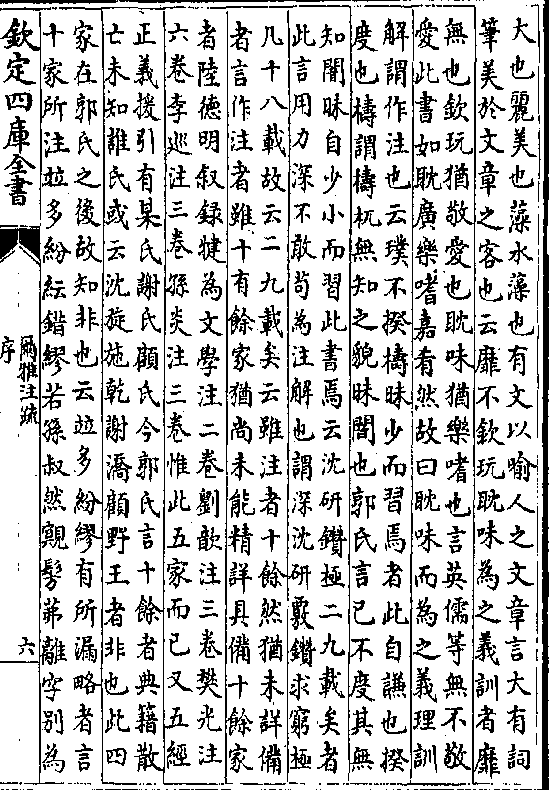 大也麗美也藻水藻也有文以喻人之文章言大有詞
筆美於文章之客也云靡不欽玩耽味為之義訓者靡
無也欽玩猶敬愛也耽味猶樂嗜也言英儒等無不敬
愛此書如耽廣樂嗜嘉肴然故曰耽味而為之義理訓
解謂作注也云璞不揆檮昧少而習焉者此自謙也揆
度也檮謂檮杌無知之貌昧闇也郭氏言已不度其無
知闇昧自少小而習此書焉云沈研鑽極二九載矣者
此言用力深不敢苟為注解也謂深沈研覈鑽求窮極
凡十八載故云二九載矣云雖注者十餘然猶未詳備
者言作注者雖十有餘家猶尚未能精詳具備十餘家
者陸德明叙録犍為文學注二卷劉歆注三卷樊光注
六卷李巡注三卷孫炎注三卷惟此五家而已又五經
正義援引有某氏謝氏顧氏今郭氏言十餘者典籍散
亡未知誰氏或云沈旋施乾謝嶠顧野王者非也此四
家在郭氏之後故知非也云竝多紛繆有所漏略者言
十家所注竝多紛紜錯繆若孫叔然覭髳茀離字別為
欽定四庫全書
爾雅注疏
序
六